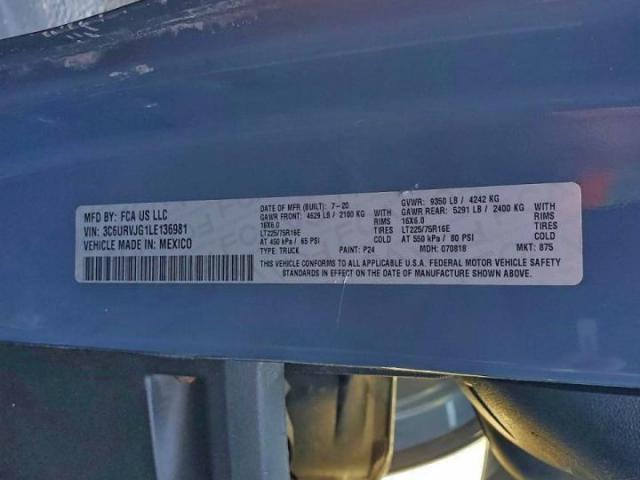 MFD BY: FCA US LLC
VIN: 3C6URVJG1LE136981
VEHICLE MADE IN: MEXICO
DATE OF MFR (BUILT): 7-20
GAWR FRONT: 4629 LB / 2100 KG WITH
16X6.0 RIMS
LT225/75R16E TIRES
AT 450 kPa / 65 PSI COLD
TYPE: TRUCK PAINT: P24
GVWR: 9350 LB / 4242 KG
GAWR REAR: 5291 LB / 2400 KG WITH
16X6.0 RIMS
LT225/75R16E TIRES
AT 550 kPa / 80 PSI COLD
MDH: 070818 MKT: 875
THIS VEHICLE CONFORMS TO ALL APPLICABLE U.S.A. FEDERAL MOTOR VEHICLE SAFETY
STANDARDS IN EFFECT ON THE DATE OF MANUFACTURE SHOWN ABOVE.